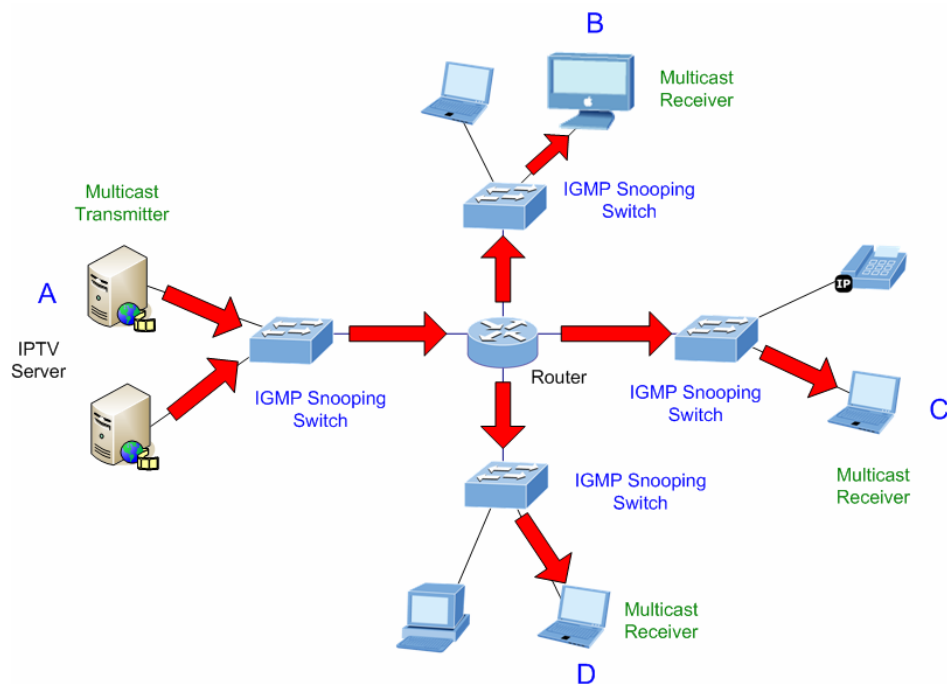 B
Multicast
Receiver
IGMP Snooping
Switch
Multicast
Transmitter
A
IPTV
Server
IP
IGMP Snooping
Switch
Router
IGMP Snooping
Switch
C
Multicast
Receiver
IGMP Snooping
Switch
Multicast
Receiver
D